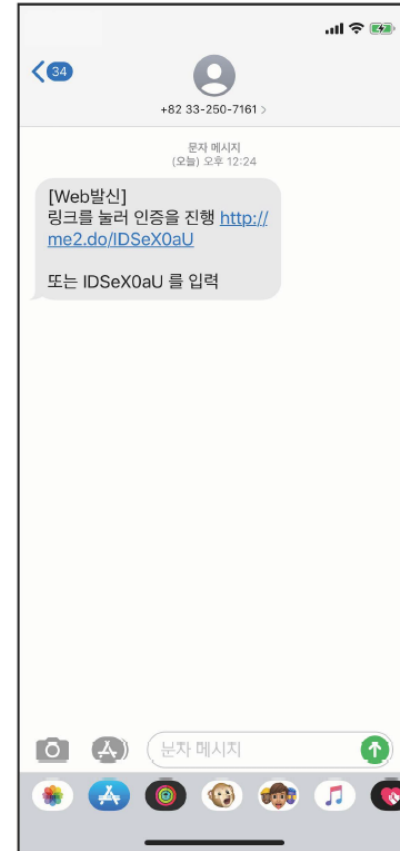 34
+82 33-250-7161 >
문자 메시지
(오늘) 오후 12:24
[Web발신]
링크를 눌러 인증을 진행 http://
me2.do/IDSeX0aU
또는 IDSeX0aU 를 입력
문자 메시지